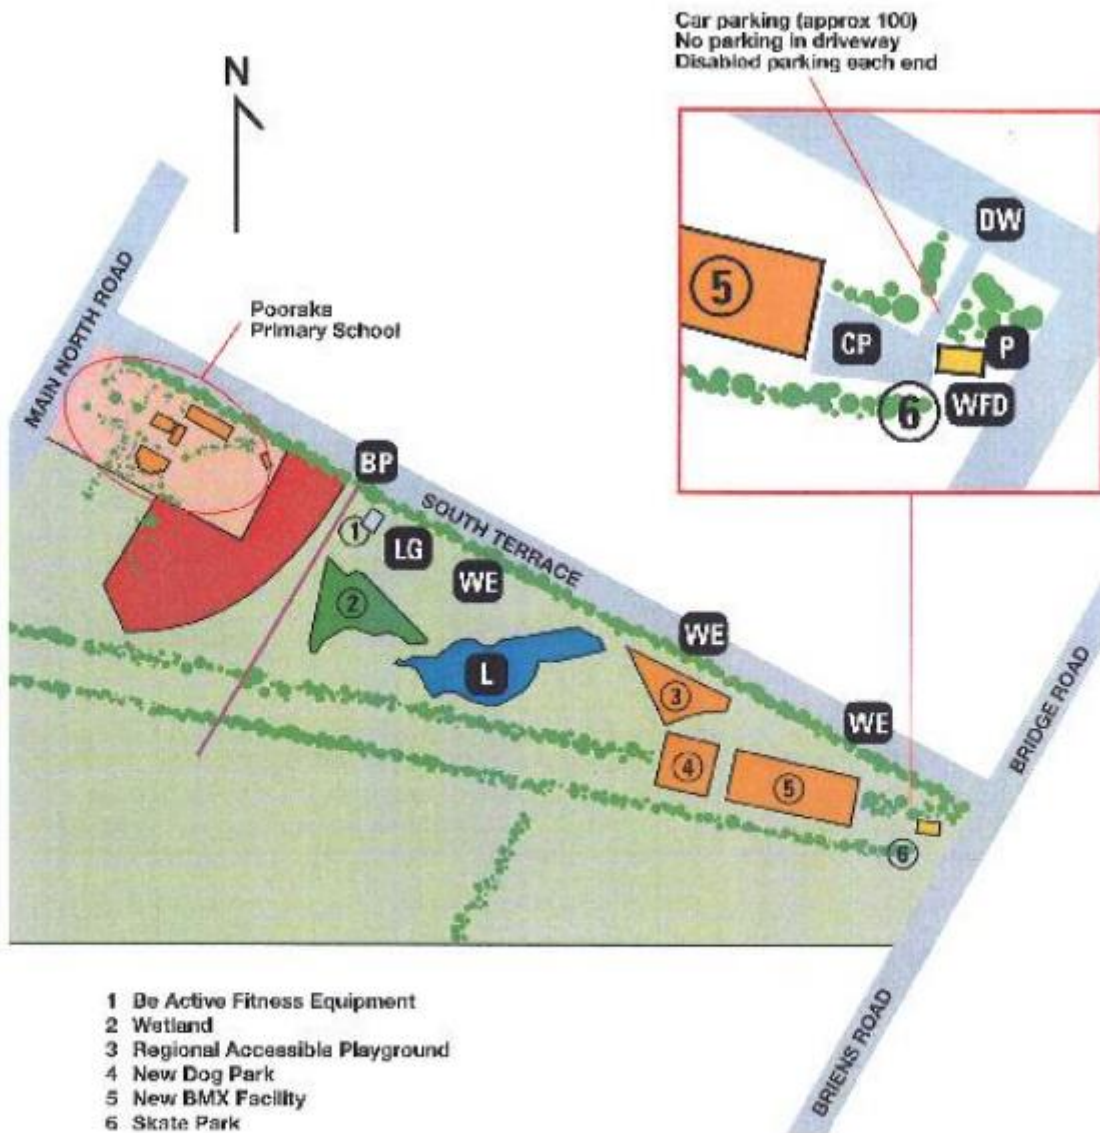 Car parking (approx 100)
No parking in driveway
Disabled parking each end
N
DW
5
CP
P
6
WFD
MAIN NORTH ROAD
Pooraka
Primary School
BP
SOUTH TERRACE
1
LG
WE
2
WE
L
3
WE
BRIDGE ROAD
4
5
6
1 Be Active Fitness Equipment
2 Wetland
3 Regional Accessible Playground
4 New Dog Park
5 New BMX Facility
6 Skate Park
BRIENS ROAD